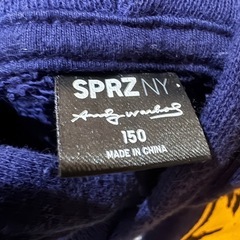 SPRZ NY
Andy Warhol
150
MADE IN CHINA